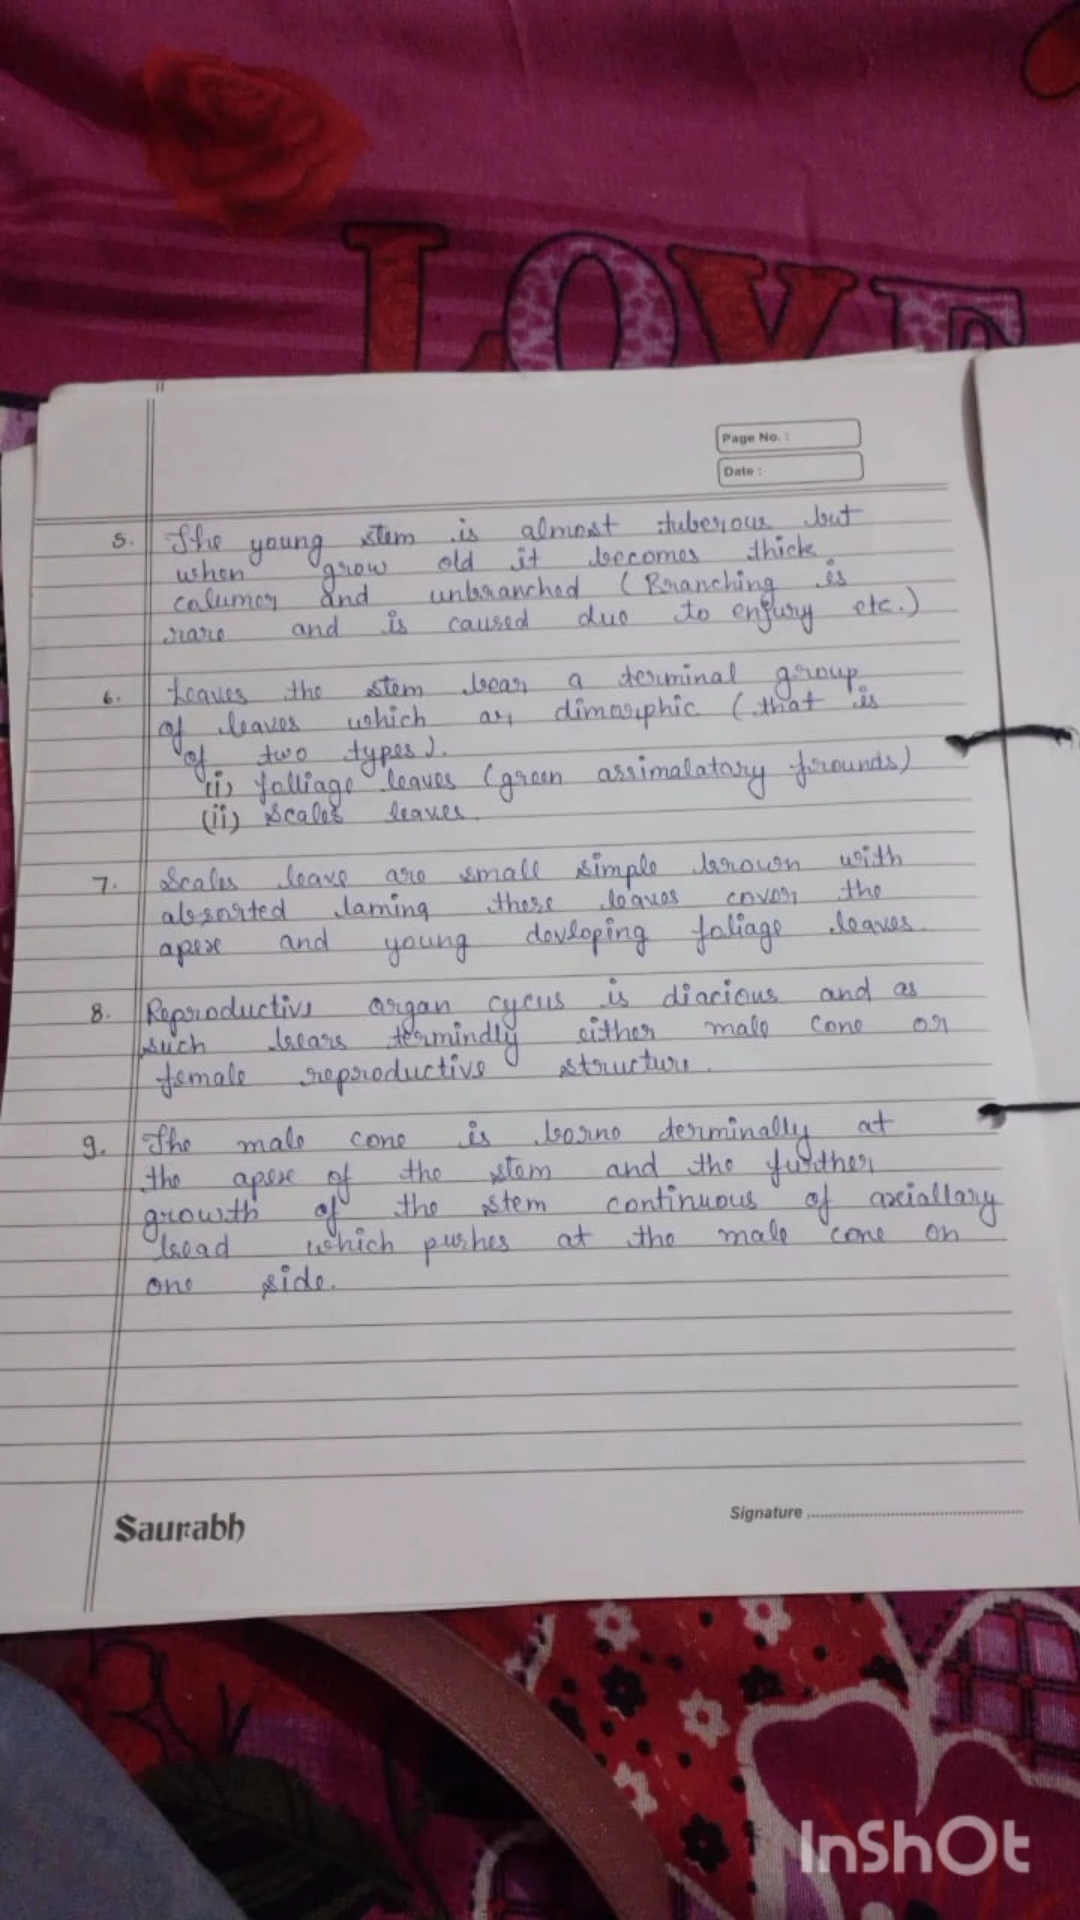 LOVE
Page No. :
Date :
5. The young stem is almost tuberous but
when grow old it becomes thick
calumer and unbranched (Branching is
rare and is caused due to enjury etc.)
6. Leaves the stem bear a terminal group
of leaves which are dimorphic (that is
of two types).
(i) folliage leaves (green assimalatary frounds)
(ii) Scales leaves.
7. Scales leave are small simple brown with
absorted laming these leaves cover the
apex and young devloping foliage leaves.
8. Reproductive organ cycus is diacious and as
such bears termindly either male cone or
female reproductive structure.
9. The male cone is borne terminally at
the apex of the stem and the further
growth of the stem continuous of axciallary
bead which pushes at the male cone on
one side.
Saurabh
Signature
InShOt